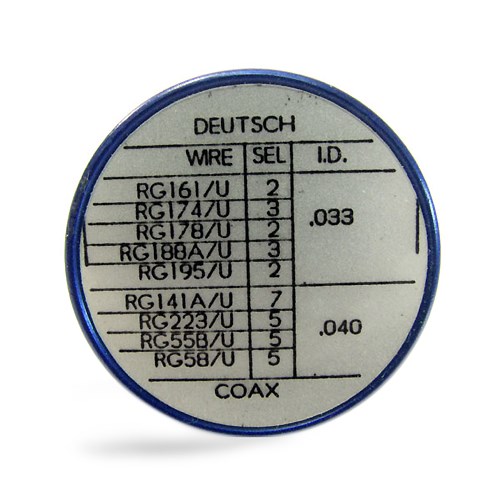 DEUTSCH
WIRE SEL I.D.
RG161/U 2
RG174/U 3
RG178/U 2 .033
RG188A/U 3
RG195/U 2
RG141A/U 7
RG223/U 5 .040
RG55B/U 5
RG58/U 5
COAX